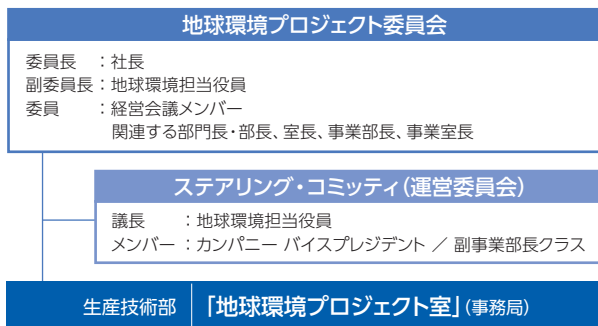 地球環境プロジェクト委員会
委員長　：社長
副委員長：地球環境担当役員
委員　　：経営会議メンバー
関連する部門長・部長、室長、事業部長、事業室長
ステアリング・コミッティ（運営委員会）
議長　　：地球環境担当役員
メンバー：カンパニー バイスプレジデント ／ 副事業部長クラス
生産技術部 「地球環境プロジェクト室」（事務局）